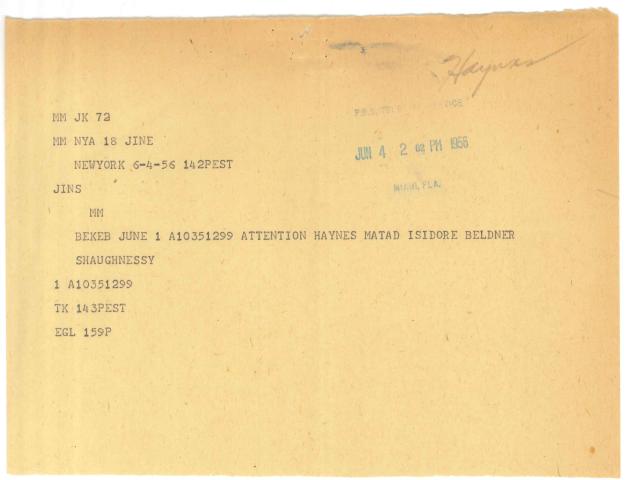 Haynes
MM JK 72
MM NYA 18 JINE
NEWYORK 6-4-56 142PEST
JINS
MM
BEKEB JUNE 1 A10351299 ATTENTION HAYNES MATAD ISIDORE BELDNER
SHAUGHNESSY
1 A10351299
TK 143PEST
EGL 159P
JUN 4 2 02 PM 1956
MIAMI, FLA.